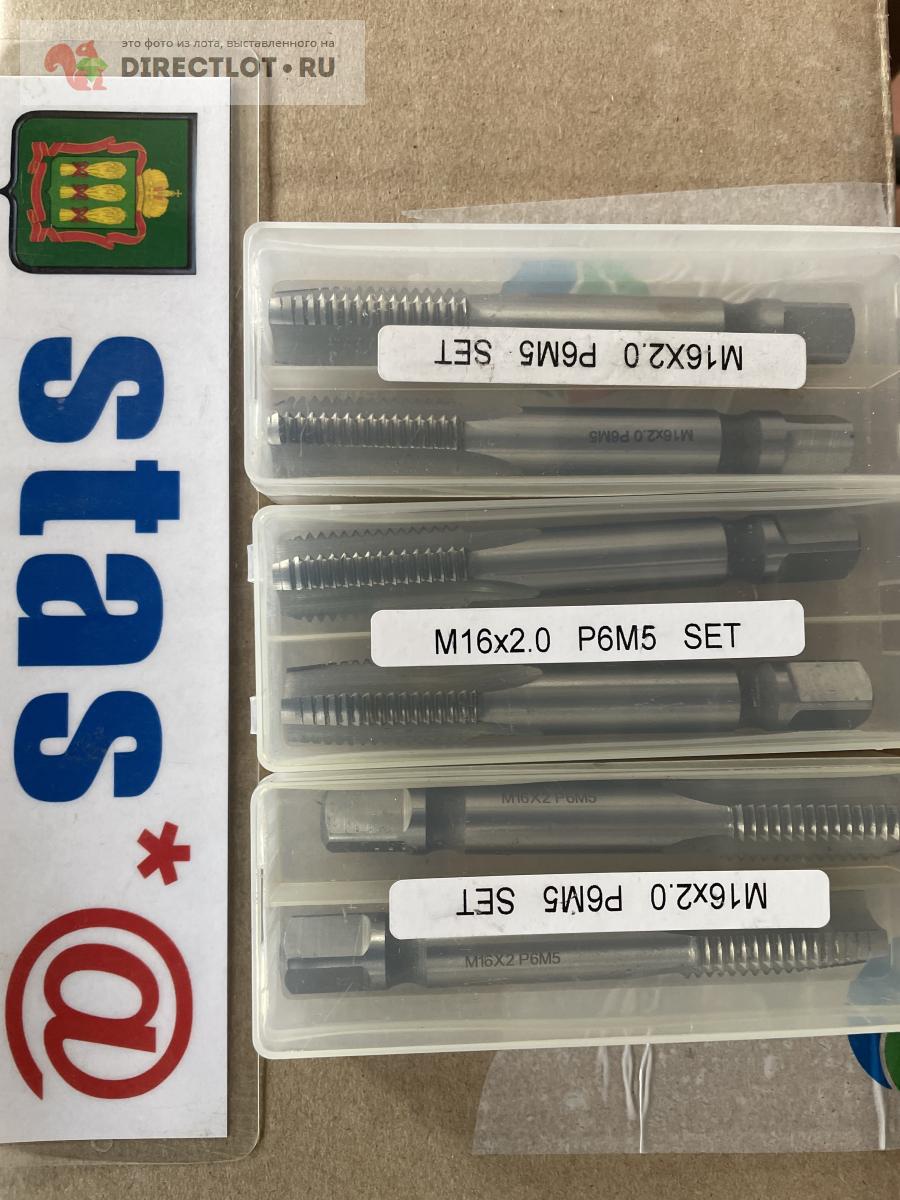 это фото из лота, выставленного на
DIRECTLOT•RU
stas*@
M16X2.0 P6M5 SET
M16x2.0 P6M5
M16x2.0 P6M5 SET
M16X2 P6M5
M16x2.0 P6M5 SET
M16X2 P6M5